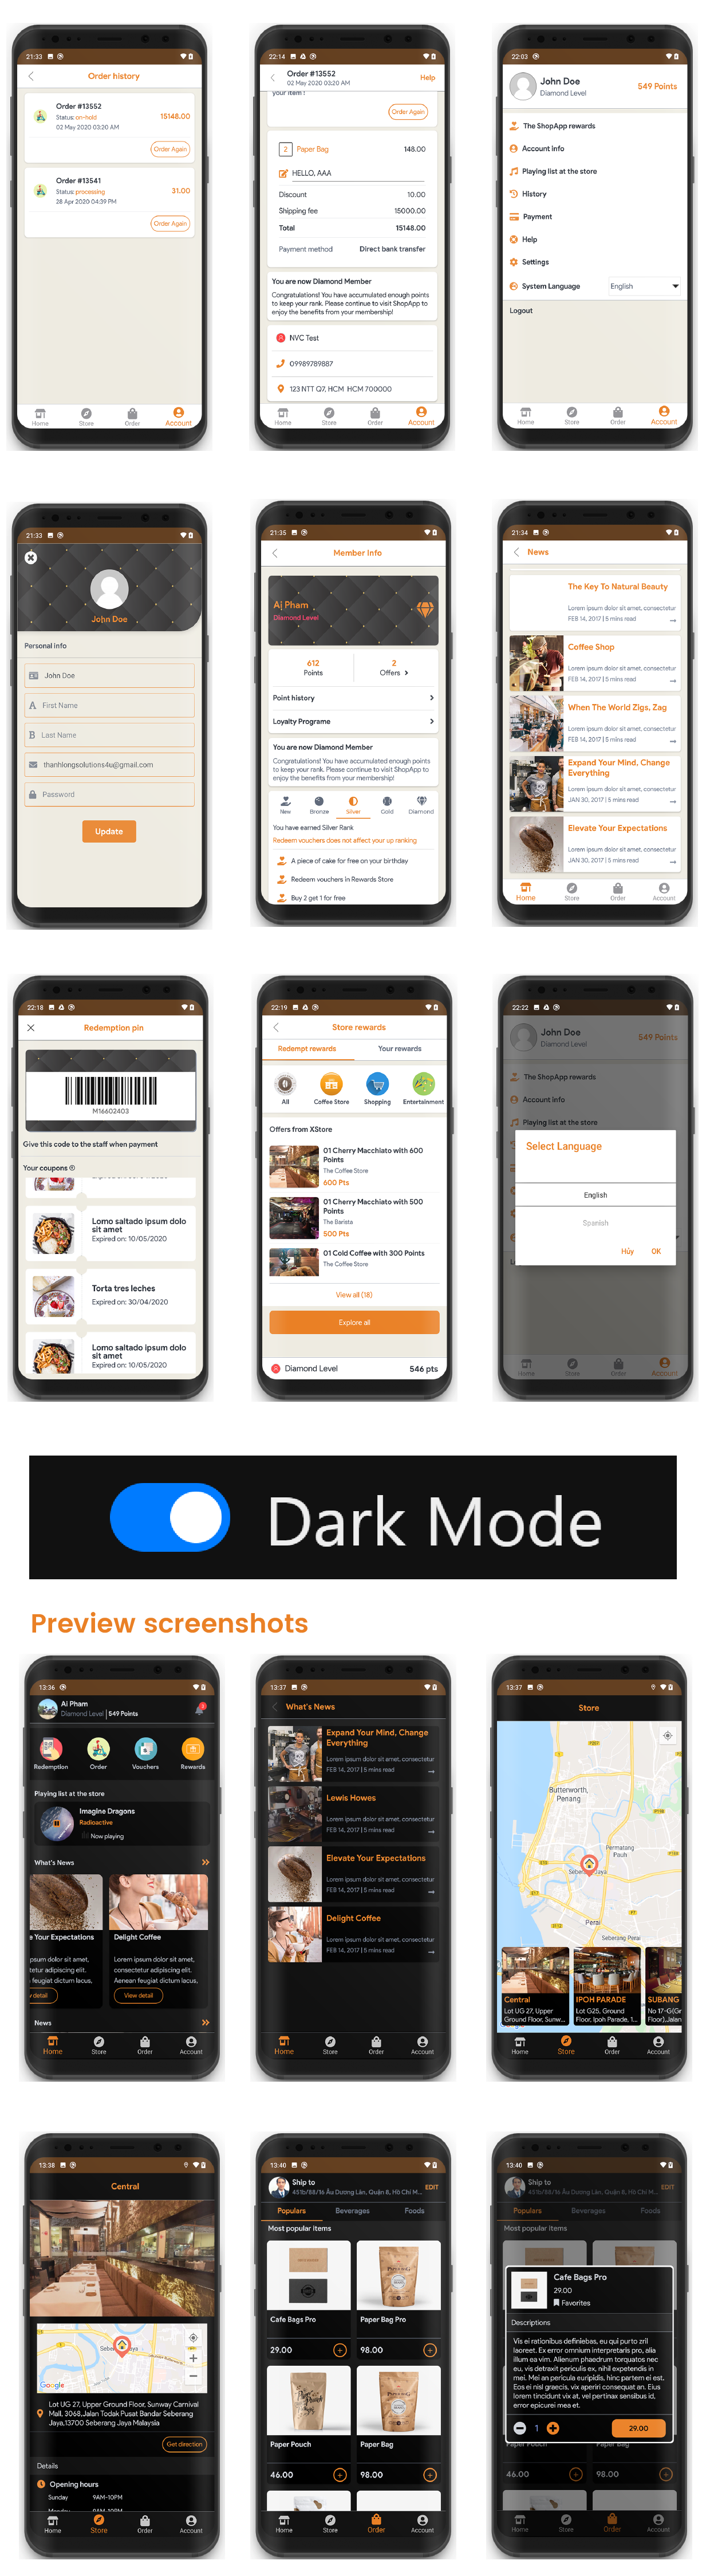 21:33
Order history
Order #13552
Status: on-hold
15148.00
02 May 2020 03:20 AM
Order Again
Order #13541
Status: processing
31.00
28 Apr 2020 04:39 PM
Order Again
Home Store Order Account
22:14
Order #13552
02 May 2020 03:20 AM
Help
your item !
Order Again
2 Paper Bag 148.00
HELLO, AAA
Discount 10.00
Shipping fee 15000.00
Total 15148.00
Payment method Direct bank transfer
You are now Diamond Member
Congratulations! You have accumulated enough points
to keep your rank. Please continue to visit ShopApp to
enjoy the benefits from your membership!
NVC Test
09989789887
123 NTT Q7, HCM HCM 700000
Home Store Order Account
22:03
John Doe
Diamond Level
549 Points
The ShopApp rewards
Account info
Playing list at the store
History
Payment
Help
Settings
System Language English
Logout
Home Store Order Account
21:33
John Doe
Personal info
John Doe
First Name
Last Name
thanhlongsolutions4u@gmail.com
Password
Update
21:35
Member Info
Ai Pham
Diamond Level
612 2
Points Offers
Point history
Loyalty Programe
You are now Diamond Member
Congratulations! You have accumulated enough points
to keep your rank. Please continue to visit ShopApp to
enjoy the benefits from your membership!
New Bronze Silver Gold Diamond
You have earned Silver Rank
Redeem vouchers does not affect your up ranking
A piece of cake for free on your birthday
Redeem vouchers in Rewards Store
Buy 2 get 1 for free
21:34
News
The Key To Natural Beauty
Lorem ipsum dolor sit amet, consectetur
FEB 14, 2017 | 5 mins read
Coffee Shop
Lorem ipsum dolor sit amet, consectetur
FEB 14, 2017 | 5 mins read
When The World Zigs, Zag
Lorem ipsum dolor sit amet, consectetur
FEB 14, 2017 | 5 mins read
Expand Your Mind, Change
Everything
Lorem ipsum dolor sit amet, consectetur
JAN 30, 2017 | 5 mins read
Elevate Your Expectations
Lorem ipsum dolor sit amet, consectetur
JAN 30, 2017 | 5 mins read
Home Store Order Account
22:18
Redemption pin
M16602403
Give this code to the staff when payment
Your coupons
Lomo saltado ipsum dolo
sit amet
Expired on: 10/05/2020
Torta tres leches
Expired on: 30/04/2020
Lomo saltado ipsum dolo
sit amet
Expired on: 10/05/2020
22:19
Store rewards
Redempt rewards Your rewards
All Coffee Store Shopping Entertainment
Offers from XStore
01 Cherry Macchiato with 600
Points
The Coffee Store
600 Pts
01 Cherry Macchiato with 500
Points
The Barista
500 Pts
01 Cold Coffee with 300 Points
The Coffee Store
View all (18)
Explore all
Diamond Level 546 pts
22:22
John Doe
Diamond Level
549 Points
The ShopApp rewards
Account info
Playing list at the store
Select Language
English
Spanish
Hủy OK
Home Store Order Account
Dark Mode
Preview screenshots
13:36
Ai Pham
Diamond Level | 549 Points
Redemption Order Vouchers Rewards
Playing list at the store
Imagine Dragons
Radioactive
Now playing
What's News
e Your Expectations
psum dolor sit amet,
tetur adipiscing elit.
feugiat dictum lacus,
detail
Delight Coffee
Lorem ipsum dolor sit amet,
consectetur adipiscing elit.
Aenean feugiat dictum lacus,
View detail
News
Home Store Order Account
13:37
What's News
Expand Your Mind, Change
Everything
Lorem ipsum dolor sit amet, consectetur
FEB 14, 2017 | 5 mins read
Lewis Howes
Lorem ipsum dolor sit amet, consectetur
FEB 14, 2017 | 5 mins read
Elevate Your Expectations
Lorem ipsum dolor sit amet, consectetur
FEB 14, 2017 | 5 mins read
Delight Coffee
Lorem ipsum dolor sit amet, consectetur
FEB 14, 2017 | 5 mins read
Home Store Order Account
13:37
Store
Butterworth,
Penang
Permatang
Pauh
Perai
Seberang Perai
Central
Lot UG 27, Upper
Ground Floor, Sunw...
IPOH PARADE
Lot G25, Ground
Floor, Ipoh Parade, 1...
SUBANG
No 17-G(Gr
Floor),Jalan
Home Store Order Account
13:38
Central
Google
Lot UG 27, Upper Ground Floor, Sunway Carnival
Mall, 3068,Jalan Todak Pusat Bandar Seberang
Jaya,13700 Seberang Jaya Malaysia
Get direction
Details
Opening hours
Sunday 9AM-10PM
Monday 9AM-10PM
Home Store Order Account
13:40
Ship to
451b/88/16 Âu Dương Lân, Quận 8, Hồ Chí M...
EDIT
Populars Beverages Foods
Most popular items
Cafe Bags Pro
29.00
Paper Bag Pro
98.00
Paper Pouch
46.00
Paper Bag
98.00
Home Store Order Account
13:40
Ship to
451b/88/16 Âu Dương Lân, Quận 8, Hồ Chí M...
EDIT
Populars Beverages Foods
Most popular items
Cafe Bags Pro
29.00
Favorites
Descriptions
Vis ei rationibus definiebas, eu qui purto zril
laoreet. Ex error omnium interpretaris pro, alia
illum ea vim. Alienum phaedrum torquatos nec
eu, vis detraxit periculis ex, nihil expetendis in
mei. Mei an pericula euripidis, hinc partem ei est.
Eos ei nisl graecis, vix aperiri consequat an. Eius
lorem tincidunt vix at, vel pertinax sensibus id,
error epicurei mea et.
1
29.00
Paper Pouch
46.00
Paper Bag
98.00
Home Store Order Account